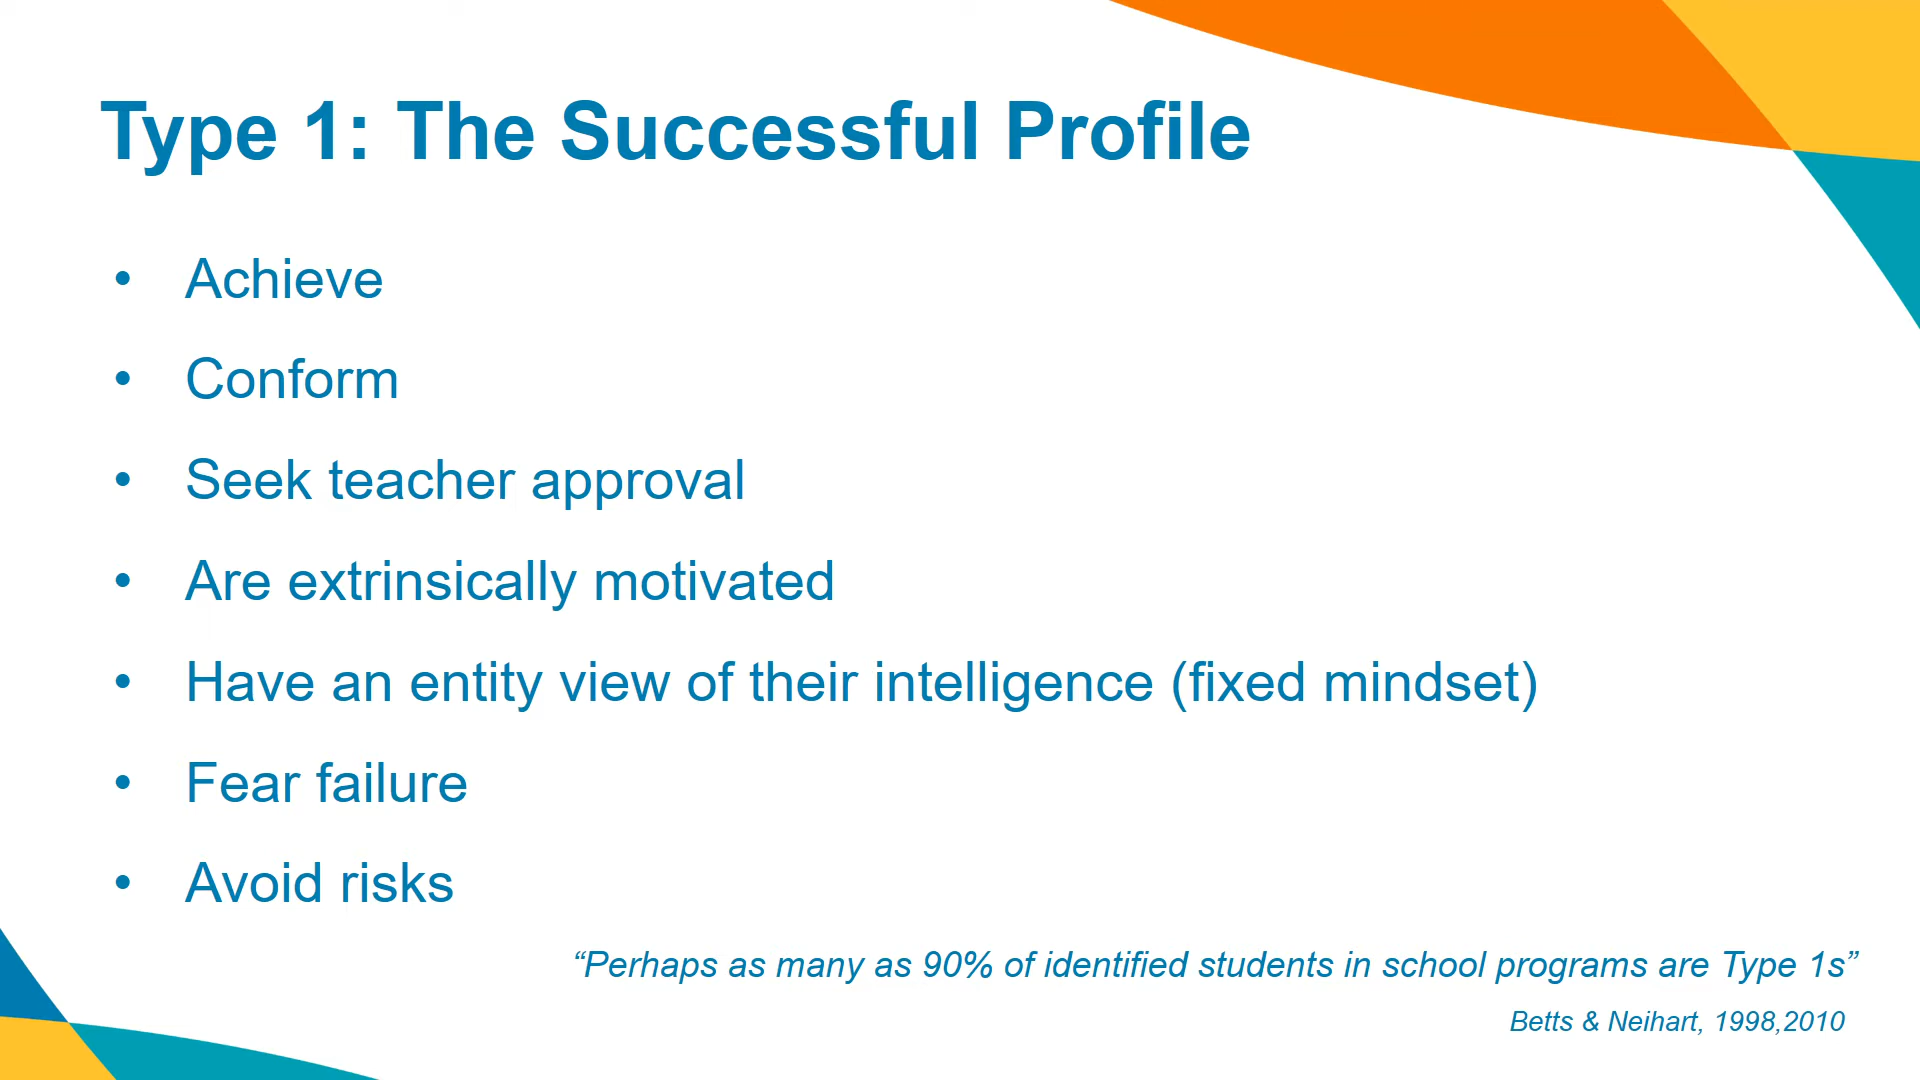 Type 1: The Successful Profile
• Achieve
• Conform
• Seek teacher approval
• Are extrinsically motivated
• Have an entity view of their intelligence (fixed mindset)
• Fear failure
• Avoid risks
“Perhaps as many as 90% of identified students in school programs are Type 1s”
Betts & Neihart, 1998,2010